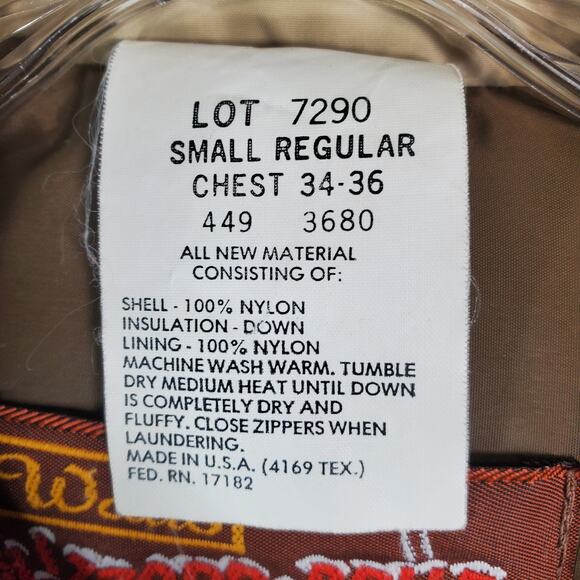 LOT 7290
SMALL REGULAR
CHEST 34-36
449 3680
ALL NEW MATERIAL
CONSISTING OF:
SHELL - 100% NYLON
INSULATION - DOWN
LINING - 100% NYLON
MACHINE WASH WARM. TUMBLE
DRY MEDIUM HEAT UNTIL DOWN
IS COMPLETELY DRY AND
FLUFFY. CLOSE ZIPPERS WHEN
LAUNDERING.
MADE IN U.S.A. (4169 TEX.)
FED. RN. 17182